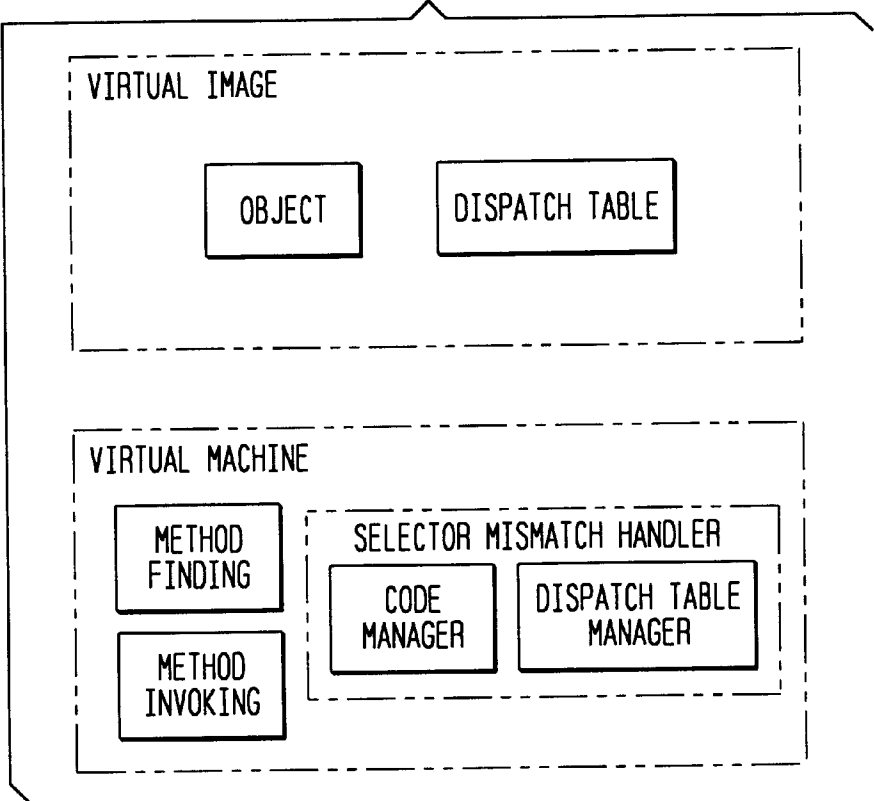 VIRTUAL IMAGE
OBJECT
DISPATCH TABLE
VIRTUAL MACHINE
METHOD
FINDING
SELECTOR MISMATCH HANDLER
CODE
MANAGER
DISPATCH TABLE
MANAGER
METHOD
INVOKING